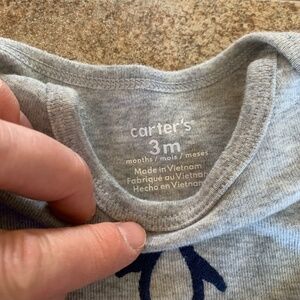 carter's
3m
months / mois / meses
Made in Vietnam
Fabriqué au Vietnam
Hecho en Vietnam